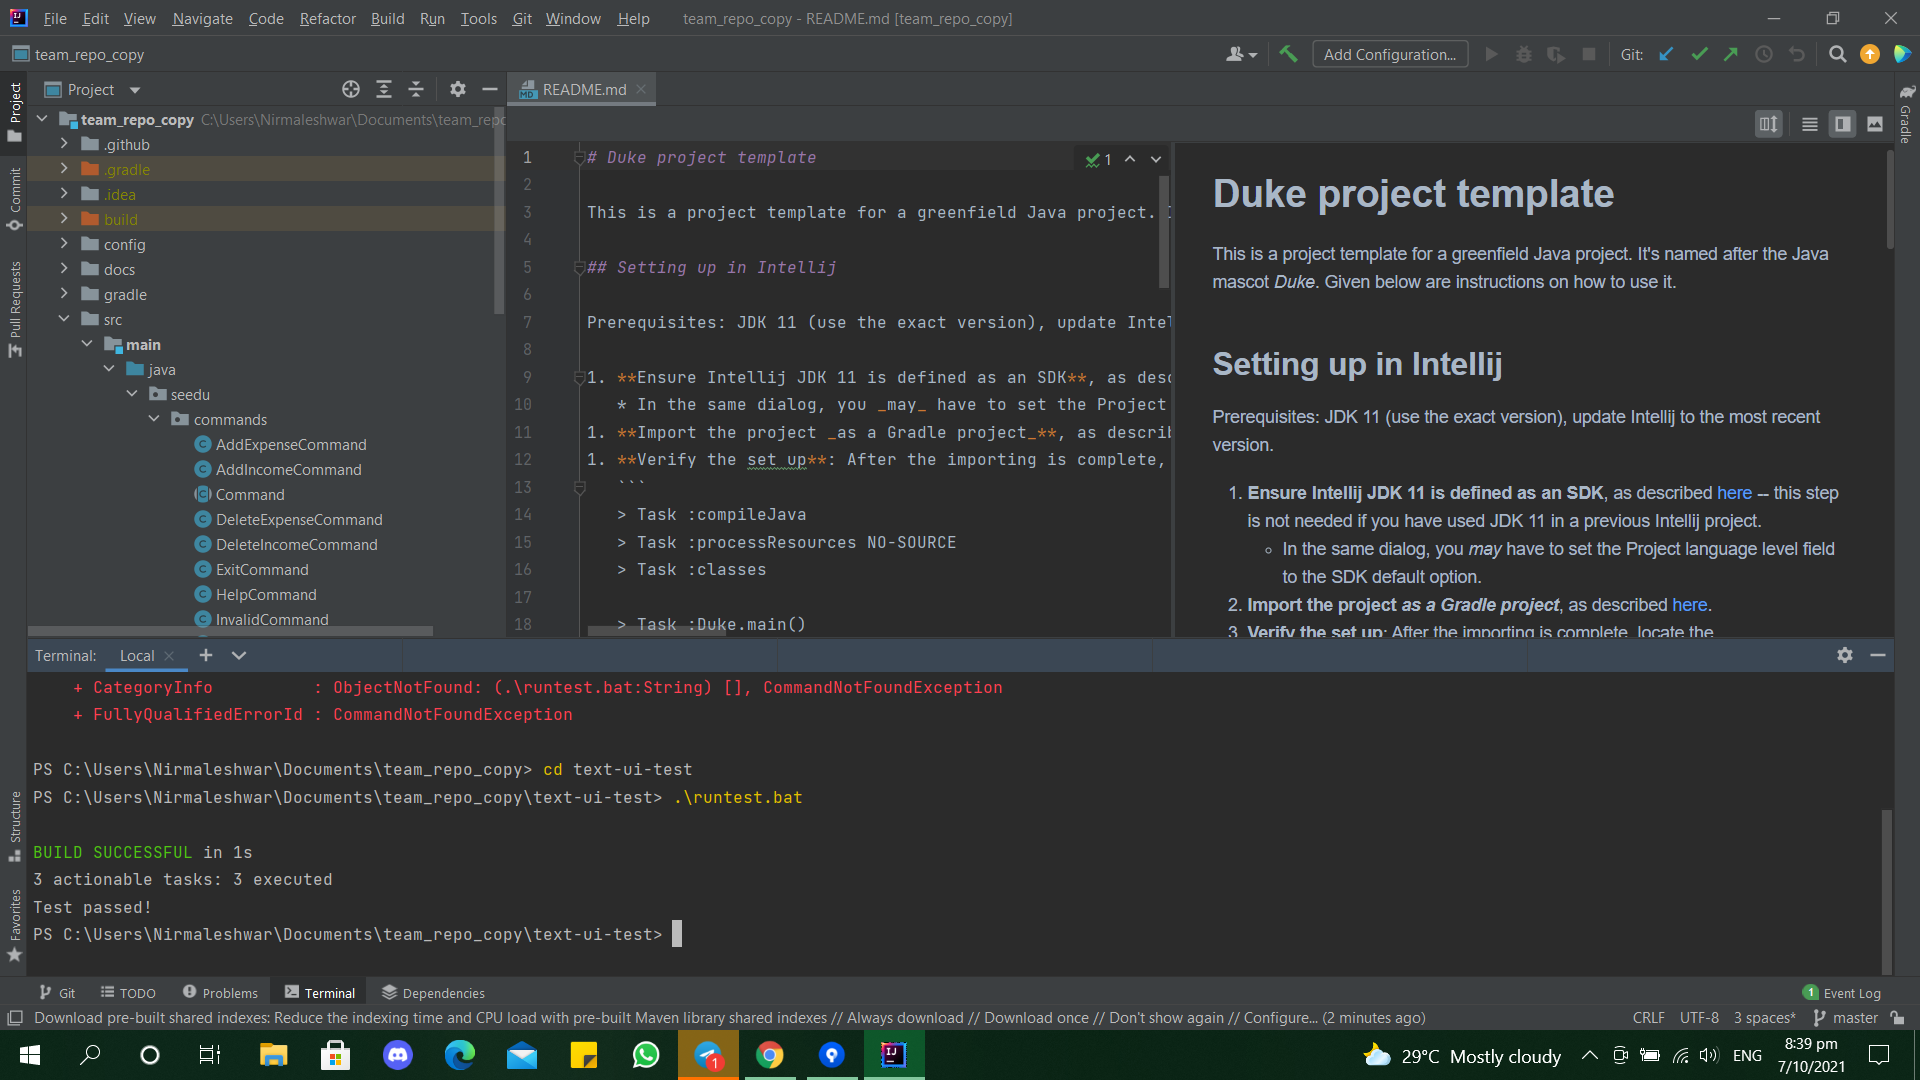 File Edit View Navigate Code Refactor Build Run Tools Git Window Help team_repo_copy - README.md [team_repo_copy]
team_repo_copy
Add Configuration...
Git:
Project
README.md
team_repo_copy C:\Users\Nirmaleshwar\Documents\team_repo
.github
.gradle
.idea
build
config
docs
gradle
src
main
java
seedu
commands
AddExpenseCommand
AddIncomeCommand
Command
DeleteExpenseCommand
DeleteIncomeCommand
ExitCommand
HelpCommand
InvalidCommand
Project
Commit
Pull Requests
Structure
Favorites
Gradle
1 # Duke project template
1
2
3 This is a project template for a greenfield Java project.
4
5 ## Setting up in Intellij
6
7 Prerequisites: JDK 11 (use the exact version), update Intel
8
9 1. **Ensure Intellij JDK 11 is defined as an SDK**, as desc
10 * In the same dialog, you _may_ have to set the Project
11 1. **Import the project _as a Gradle project_**, as describ
12 1. **Verify the set up**: After the importing is complete,
13 ```
14 > Task :compileJava
15 > Task :processResources NO-SOURCE
16 > Task :classes
17
18 > Task :Duke.main()
Duke project template
This is a project template for a greenfield Java project. It's named after the Java
mascot Duke. Given below are instructions on how to use it.
Setting up in Intellij
Prerequisites: JDK 11 (use the exact version), update Intellij to the most recent
version.
1. Ensure Intellij JDK 11 is defined as an SDK, as described here -- this step
is not needed if you have used JDK 11 in a previous Intellij project.
In the same dialog, you may have to set the Project language level field
to the SDK default option.
2. Import the project as a Gradle project, as described here.
3. Verify the set up: After the importing is complete, locate the
Terminal: Local
+ CategoryInfo : ObjectNotFound: (.\runtest.bat:String) [], CommandNotFoundException
+ FullyQualifiedErrorId : CommandNotFoundException
PS C:\Users\Nirmaleshwar\Documents\team_repo_copy> cd text-ui-test
PS C:\Users\Nirmaleshwar\Documents\team_repo_copy\text-ui-test> .\runtest.bat
BUILD SUCCESSFUL in 1s
3 actionable tasks: 3 executed
Test passed!
PS C:\Users\Nirmaleshwar\Documents\team_repo_copy\text-ui-test>
Git TODO Problems Terminal Dependencies
1 Event Log
Download pre-built shared indexes: Reduce the indexing time and CPU load with pre-built Maven library shared indexes // Always download // Download once // Don't show again // Configure... (2 minutes ago)
CRLF UTF-8 3 spaces* master
1
29°C Mostly cloudy
ENG
8:39 pm
7/10/2021